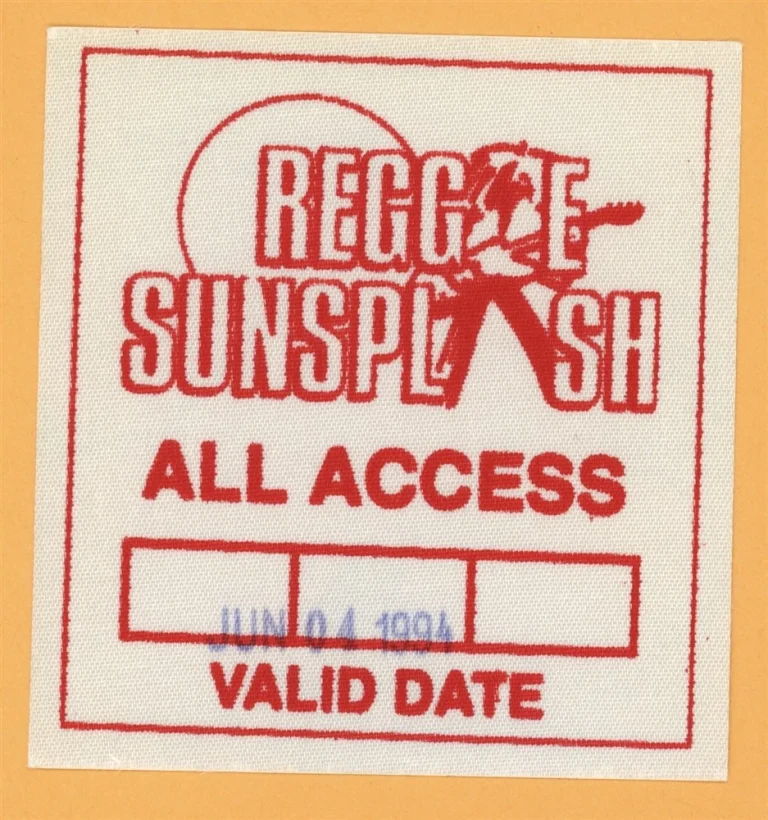 REGGAE
SUNSPLASH
ALL ACCESS
JUN 04 1994
VALID DATE